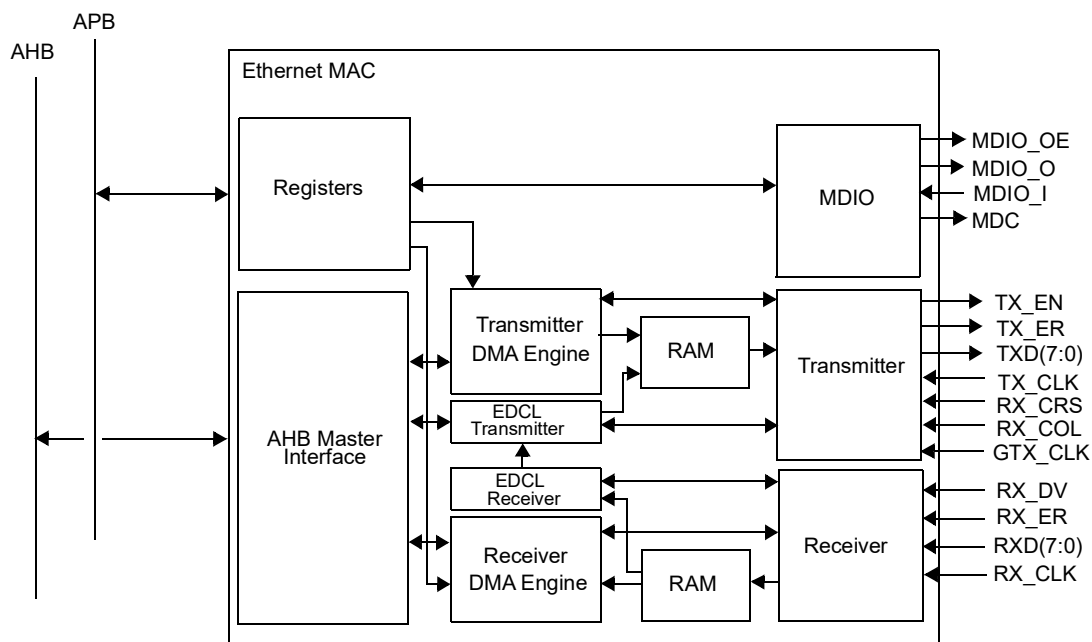 APB
AHB
Ethernet MAC
Registers
MDIO
MDIO_OE
MDIO_O
MDIO_I
MDC
Transmitter
DMA Engine
RAM
Transmitter
TX_EN
TX_ER
TXD(7:0)
TX_CLK
RX_CRS
RX_COL
GTX_CLK
EDCL
Transmitter
AHB Master
Interface
EDCL
Receiver
Receiver
DMA Engine
RAM
Receiver
RX_DV
RX_ER
RXD(7:0)
RX_CLK